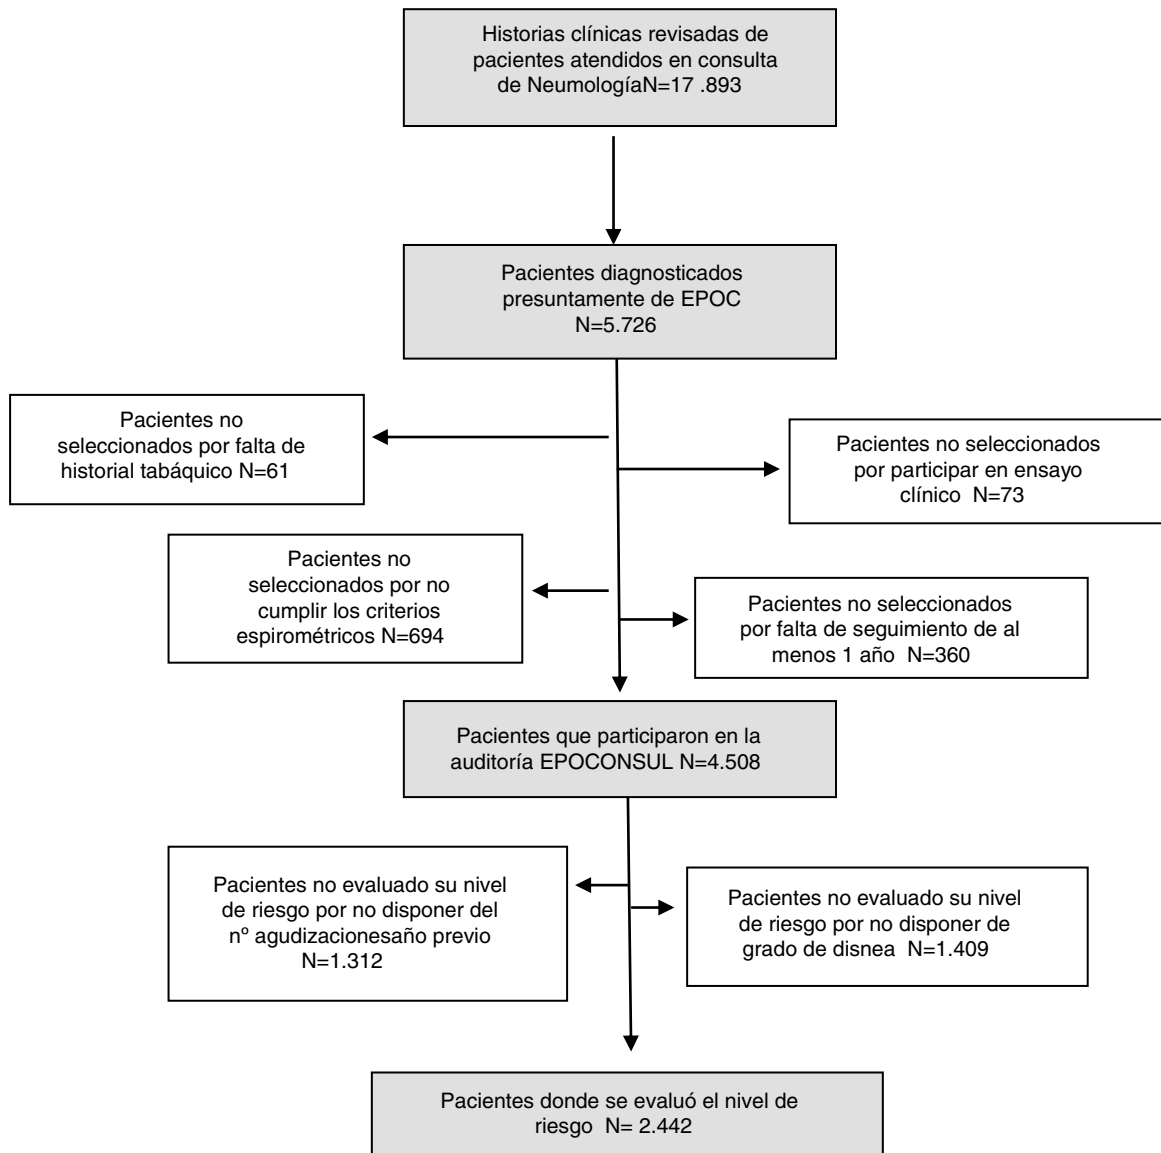 Historias clínicas revisadas de
pacientes atendidos en consulta
de NeumologíaN=17 .893
Pacientes diagnosticados
presuntamente de EPOC
N=5.726
Pacientes no
seleccionados por falta de
historial tabáquico N=61
Pacientes no seleccionados
por participar en ensayo
clínico N=73
Pacientes no
seleccionados por no
cumplir los criterios
espirométricos N=694
Pacientes no seleccionados
por falta de seguimiento de al
menos 1 año N=360
Pacientes que participaron en la
auditoría EPOCONSUL N=4.508
Pacientes no evaluado su nivel
de riesgo por no disponer del
nº agudizacionesaño previo
N=1.312
Pacientes no evaluado su nivel
de riesgo por no disponer de
grado de disnea N=1.409
Pacientes donde se evaluó el nivel de
riesgo N= 2.442